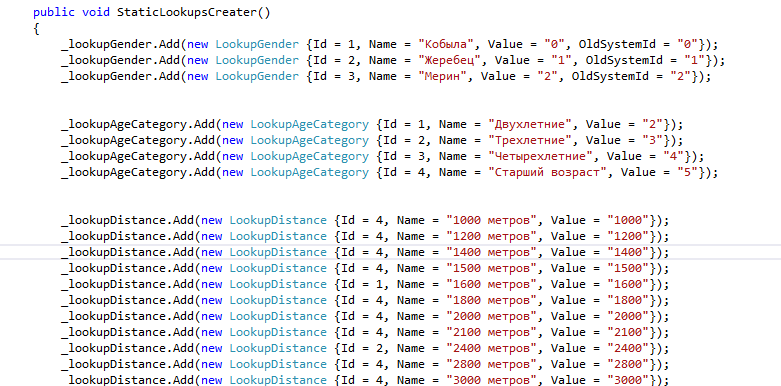 public void StaticLookupsCreater()
{
_lookupGender.Add(new LookupGender {Id = 1, Name = "Кобыла", Value = "0", OldSystemId = "0"});
_lookupGender.Add(new LookupGender {Id = 2, Name = "Жеребец", Value = "1", OldSystemId = "1"});
_lookupGender.Add(new LookupGender {Id = 3, Name = "Мерин", Value = "2", OldSystemId = "2"});
_lookupAgeCategory.Add(new LookupAgeCategory {Id = 1, Name = "Двухлетние", Value = "2"});
_lookupAgeCategory.Add(new LookupAgeCategory {Id = 2, Name = "Трехлетние", Value = "3"});
_lookupAgeCategory.Add(new LookupAgeCategory {Id = 3, Name = "Четырехлетние", Value = "4"});
_lookupAgeCategory.Add(new LookupAgeCategory {Id = 4, Name = "Старший возраст", Value = "5"});
_lookupDistance.Add(new LookupDistance {Id = 4, Name = "1000 метров", Value = "1000"});
_lookupDistance.Add(new LookupDistance {Id = 4, Name = "1200 метров", Value = "1200"});
_lookupDistance.Add(new LookupDistance {Id = 4, Name = "1400 метров", Value = "1400"});
_lookupDistance.Add(new LookupDistance {Id = 4, Name = "1500 метров", Value = "1500"});
_lookupDistance.Add(new LookupDistance {Id = 1, Name = "1600 метров", Value = "1600"});
_lookupDistance.Add(new LookupDistance {Id = 4, Name = "1800 метров", Value = "1800"});
_lookupDistance.Add(new LookupDistance {Id = 4, Name = "2000 метров", Value = "2000"});
_lookupDistance.Add(new LookupDistance {Id = 4, Name = "2100 метров", Value = "2100"});
_lookupDistance.Add(new LookupDistance {Id = 2, Name = "2400 метров", Value = "2400"});
_lookupDistance.Add(new LookupDistance {Id = 4, Name = "2800 метров", Value = "2800"});
_lookupDistance.Add(new LookupDistance {Id = 4, Name = "3000 метров", Value = "3000"});